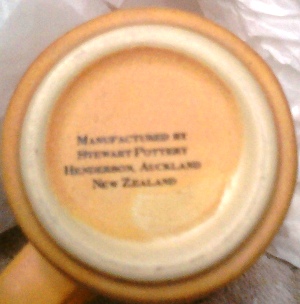 Manufactured by
Stewart Pottery
Henderson, Auckland
New Zealand